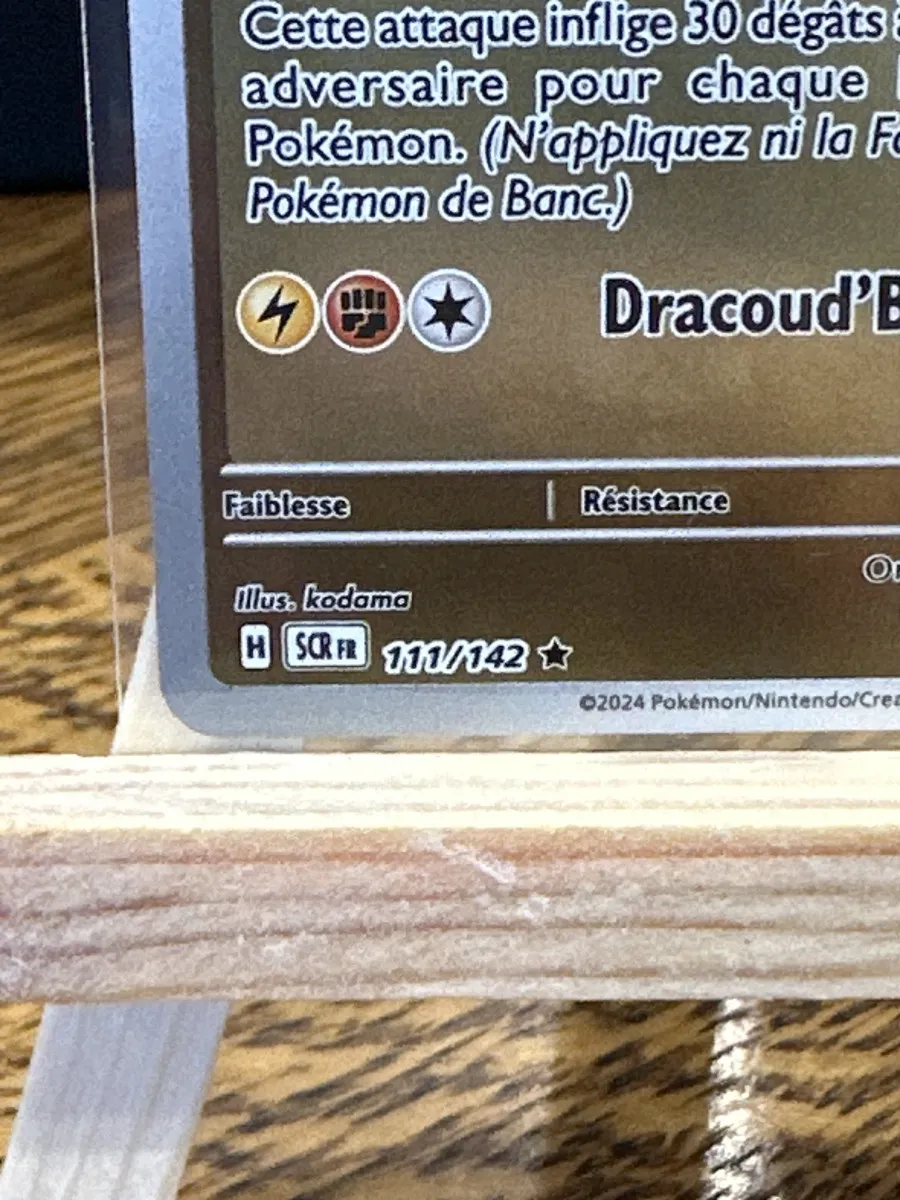 Cette attaque inflige 30 dégâts
adversaire pour chaque
Pokémon. (N'appliquez ni la
Pokémon de Banc.)
Dracoud'B
Faiblesse
Résistance
Illus. kodama
H SCR FR 111/142
©2024 Pokémon/Nintendo/Crea